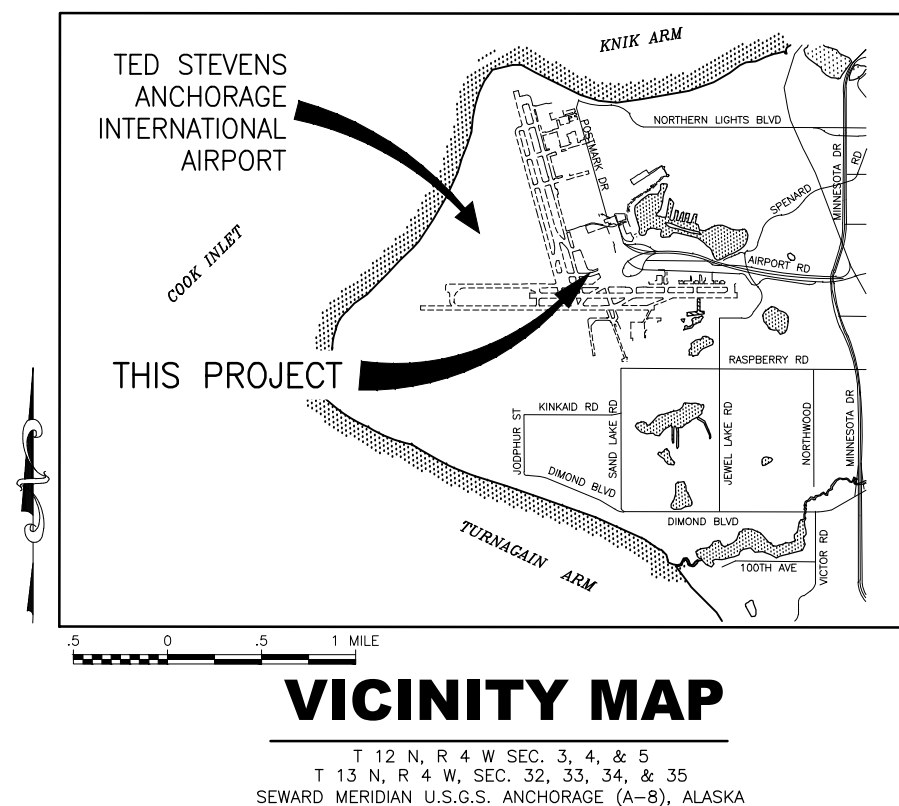 KNIK ARM
TED STEVENS
ANCHORAGE
INTERNATIONAL
AIRPORT
NORTHERN LIGHTS BLVD
POSTMARK DR
MINNESOTA DR
SPENARD RD
COOK INLET
AIRPORT RD
THIS PROJECT
RASPBERRY RD
KINKAID RD
JODPHUR ST
SAND LAKE RD
JEWEL LAKE RD
NORTHWOOD
MINNESOTA DR
DIMOND BLVD
DIMOND BLVD
TURNAGAIN ARM
100TH AVE
VICTOR RD
.5 0 .5 1 MILE
VICINITY MAP
T 12 N, R 4 W SEC. 3, 4, & 5
T 13 N, R 4 W, SEC. 32, 33, 34, & 35
SEWARD MERIDIAN U.S.G.S. ANCHORAGE (A-8), ALASKA